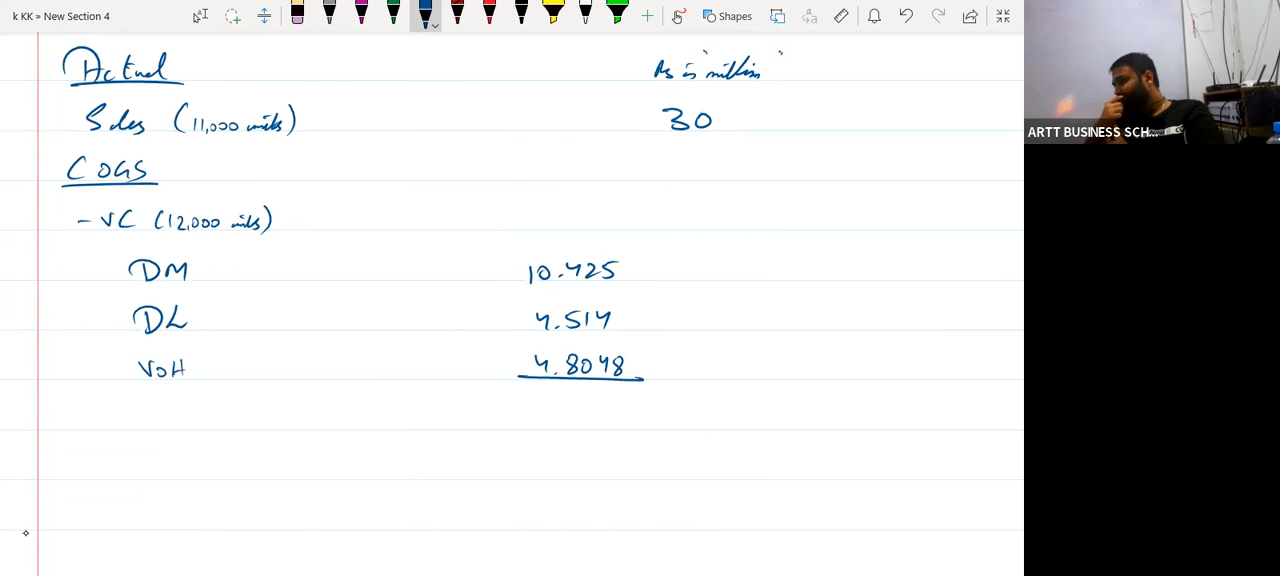 k KK » New Section 4
Shapes
Actual Rs in "million"
Sales (11,000 units) 30
COGS
- VC (12,000 units)
DM 10.425
DL 4.514
VOH 4.8048
ARTT BUSINESS SCH...